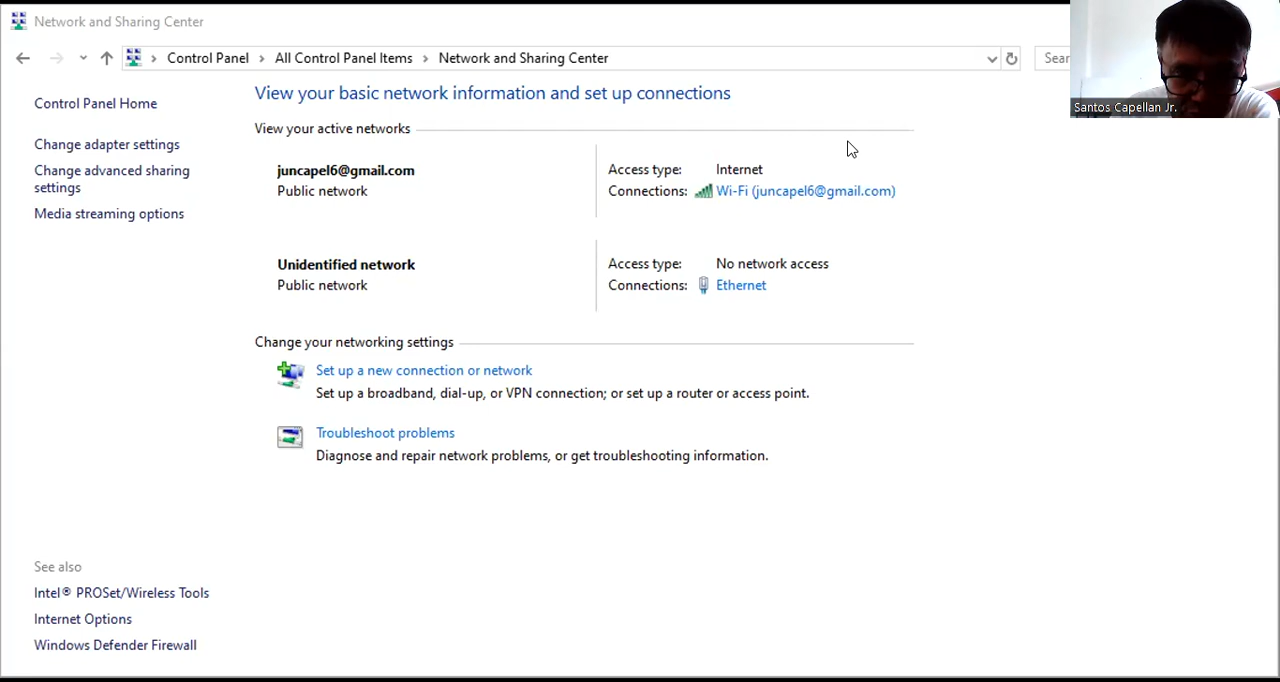 Network and Sharing Center
Control Panel > All Control Panel Items > Network and Sharing Center
Sear
Santos Capellan Jr.
Control Panel Home
Change adapter settings
Change advanced sharing
settings
Media streaming options
View your basic network information and set up connections
View your active networks
juncapel6@gmail.com
Public network
Access type: Internet
Connections: Wi-Fi (juncapel6@gmail.com)
Unidentified network
Public network
Access type: No network access
Connections: Ethernet
Change your networking settings
Set up a new connection or network
Set up a broadband, dial-up, or VPN connection; or set up a router or access point.
Troubleshoot problems
Diagnose and repair network problems, or get troubleshooting information.
See also
Intel® PROSet/Wireless Tools
Internet Options
Windows Defender Firewall